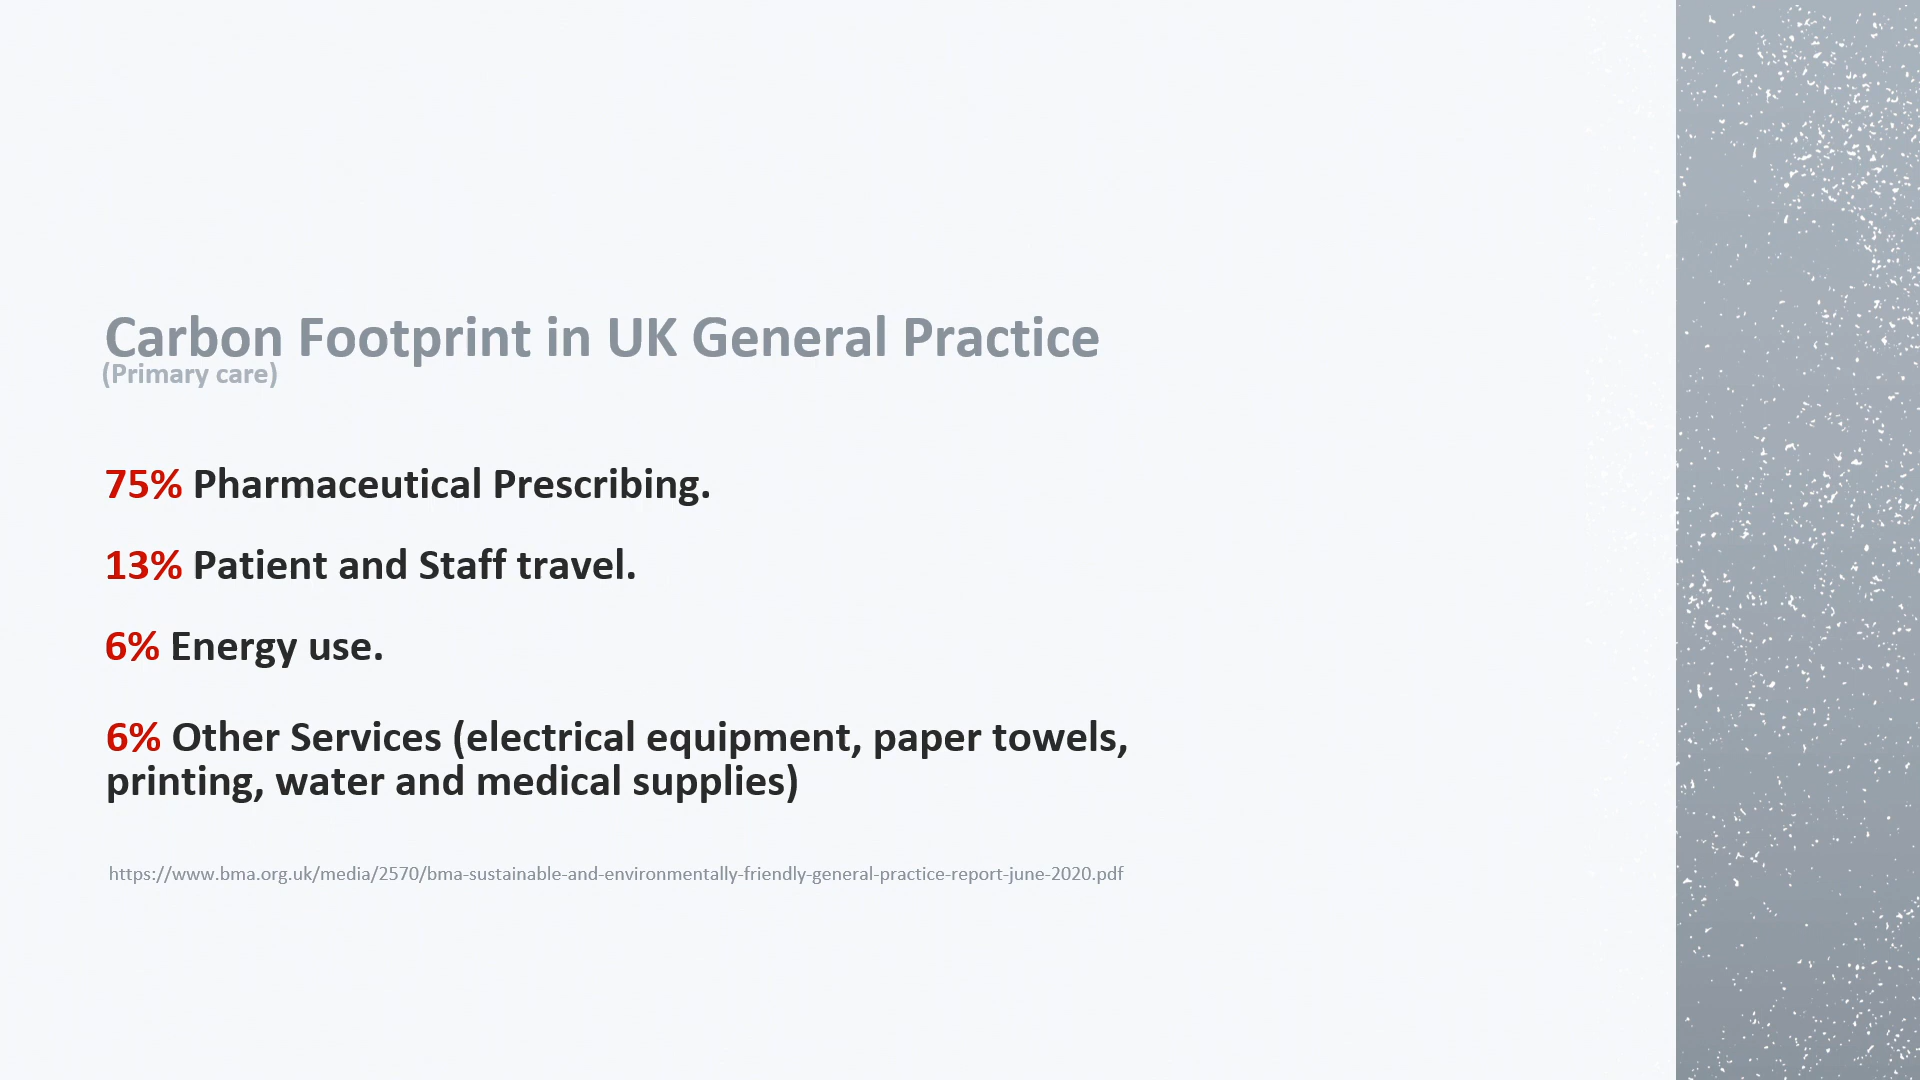 Carbon Footprint in UK General Practice
(Primary care)
75% Pharmaceutical Prescribing.
13% Patient and Staff travel.
6% Energy use.
6% Other Services (electrical equipment, paper towels,
printing, water and medical supplies)
https://www.bma.org.uk/media/2570/bma-sustainable-and-environmentally-friendly-general-practice-report-june-2020.pdf